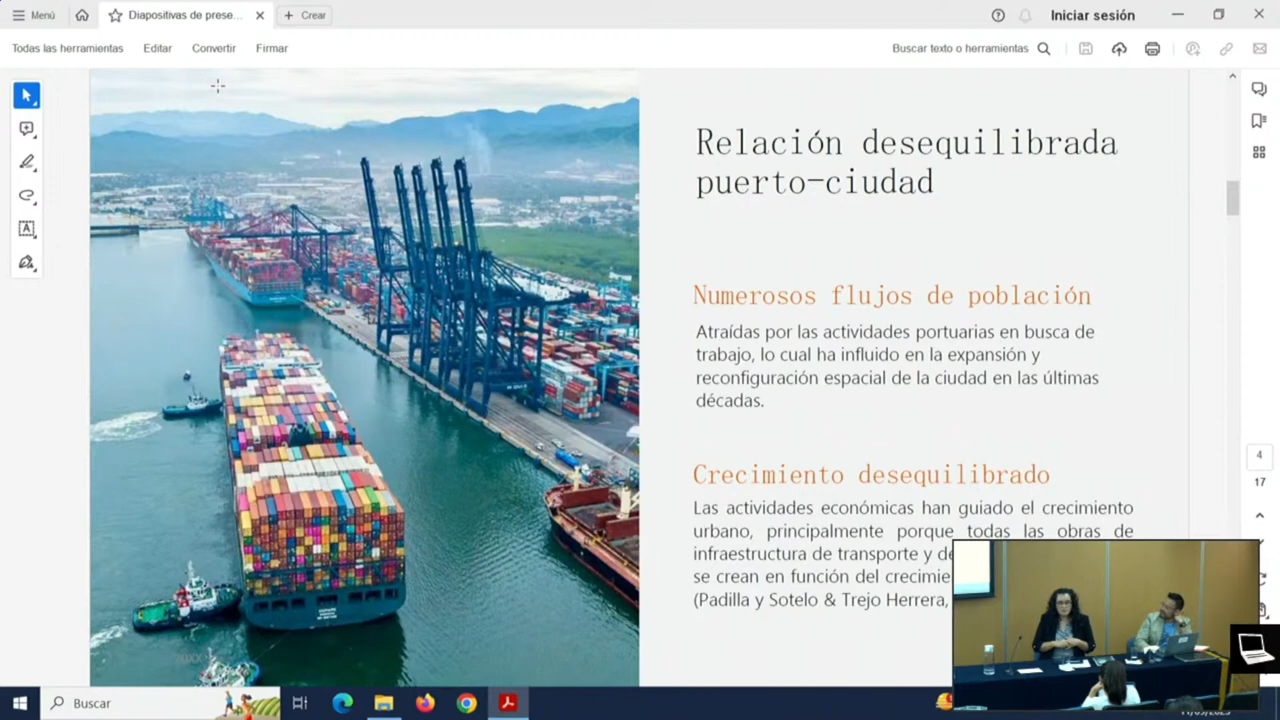 Menú
Diapositivas de prese...
Crear
Iniciar sesión
Todas las herramientas
Editar
Convertir
Firmar
Buscar texto o herramientas
Relación desequilibrada
puerto-ciudad
Numerosos flujos de población
Atraídas por las actividades portuarias en busca de
trabajo, lo cual ha influido en la expansión y
reconfiguración espacial de la ciudad en las últimas
décadas.
Crecimiento desequilibrado
Las actividades económicas han guiado el crecimiento
urbano, principalmente porque todas las obras de
infraestructura de transporte y de
se crean en función del crecimie
(Padilla y Sotelo & Trejo Herrera,
4
17
Buscar